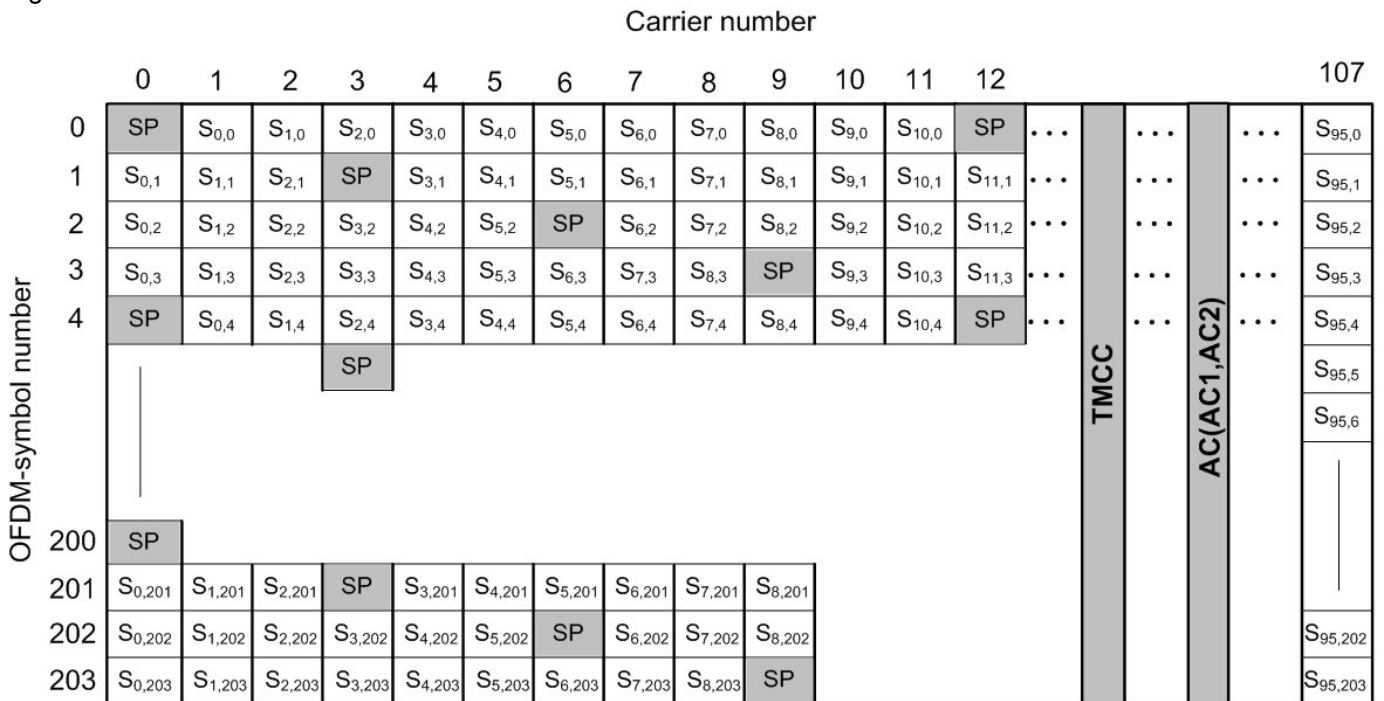 Carrier number
0 1 2 3 4 5 6 7 8 9 10 11 12 107
0 SP S0,0 S1,0 S2,0 S3,0 S4,0 S5,0 S6,0 S7,0 S8,0 S9,0 S10,0 SP ... ... ... S95,0
1 S0,1 S1,1 S2,1 SP S3,1 S4,1 S5,1 S6,1 S7,1 S8,1 S9,1 S10,1 S11,1 ... ... ... S95,1
2 S0,2 S1,2 S2,2 S3,2 S4,2 S5,2 SP S6,2 S7,2 S8,2 S9,2 S10,2 S11,2 ... ... ... S95,2
3 S0,3 S1,3 S2,3 S3,3 S4,3 S5,3 S6,3 S7,3 S8,3 SP S9,3 S10,3 S11,3 ... ... ... S95,3
4 SP S0,4 S1,4 S2,4 S3,4 S4,4 S5,4 S6,4 S7,4 S8,4 S9,4 S10,4 SP ... ... ... S95,4
SP S95,5
S95,6
OFDM-symbol number
TMCC
AC(AC1,AC2)
200 SP
201 S0,201 S1,201 S2,201 SP S3,201 S4,201 S5,201 S6,201 S7,201 S8,201
202 S0,202 S1,202 S2,202 S3,202 S4,202 S5,202 SP S6,202 S7,202 S8,202 S95,202
203 S0,203 S1,203 S2,203 S3,203 S4,203 S5,203 S6,203 S7,203 S8,203 SP S95,203